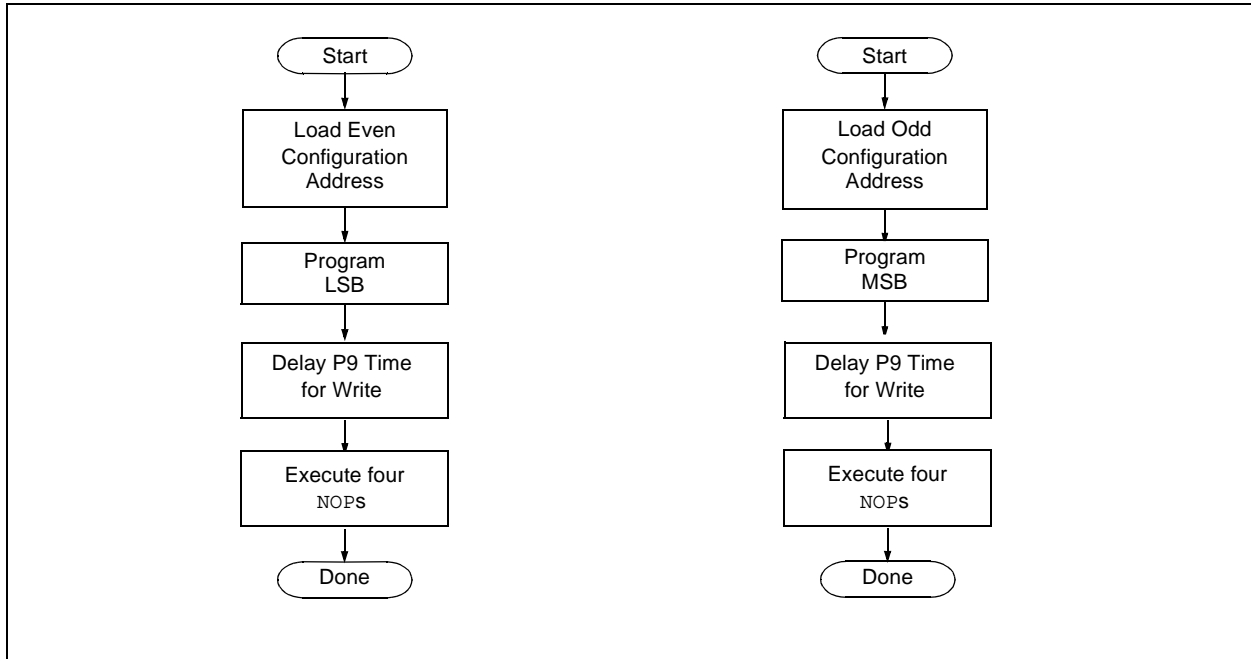 Start
Load Even
Configuration
Address
Program
LSB
Delay P9 Time
for Write
Execute four
NOPs
Done
Start
Load Odd
Configuration
Address
Program
MSB
Delay P9 Time
for Write
Execute four
NOPs
Done